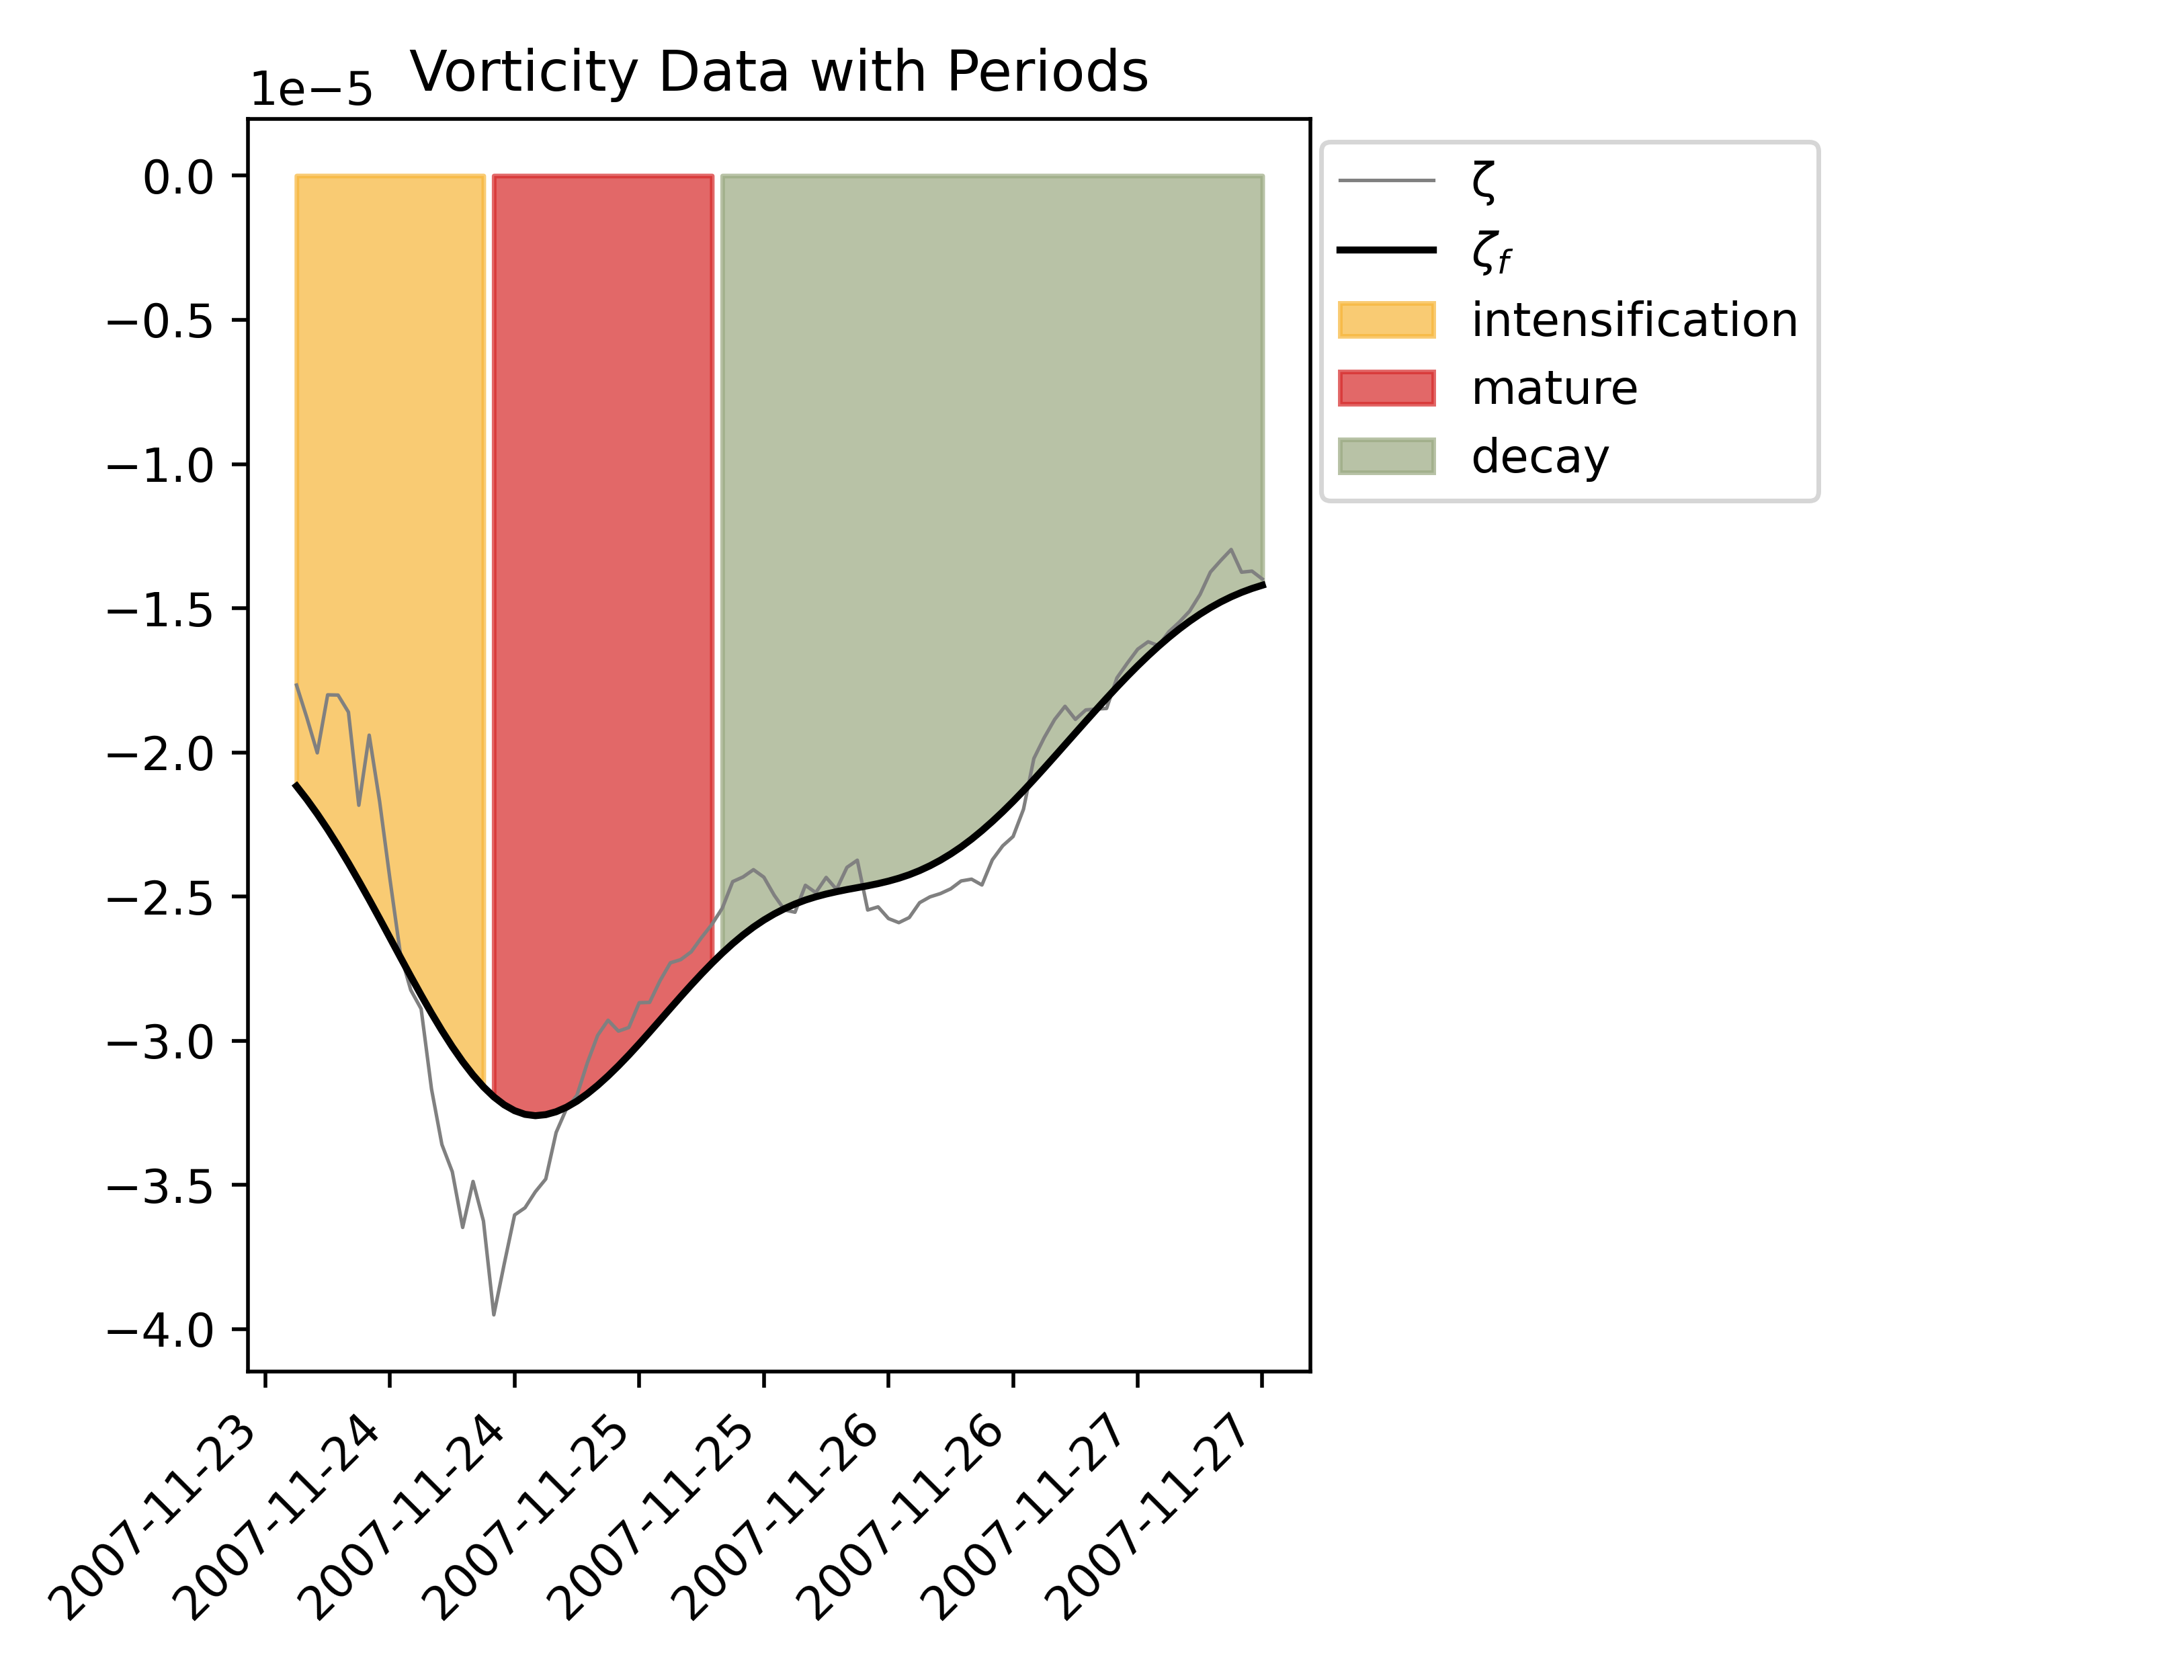 Vorticity Data with Periods
1e−5
0.0
−0.5
−1.0
−1.5
−2.0
−2.5
−3.0
−3.5
−4.0
2007-11-23
2007-11-24
2007-11-24
2007-11-25
2007-11-25
2007-11-26
2007-11-26
2007-11-27
2007-11-27
ζ
ζf
intensification
mature
decay